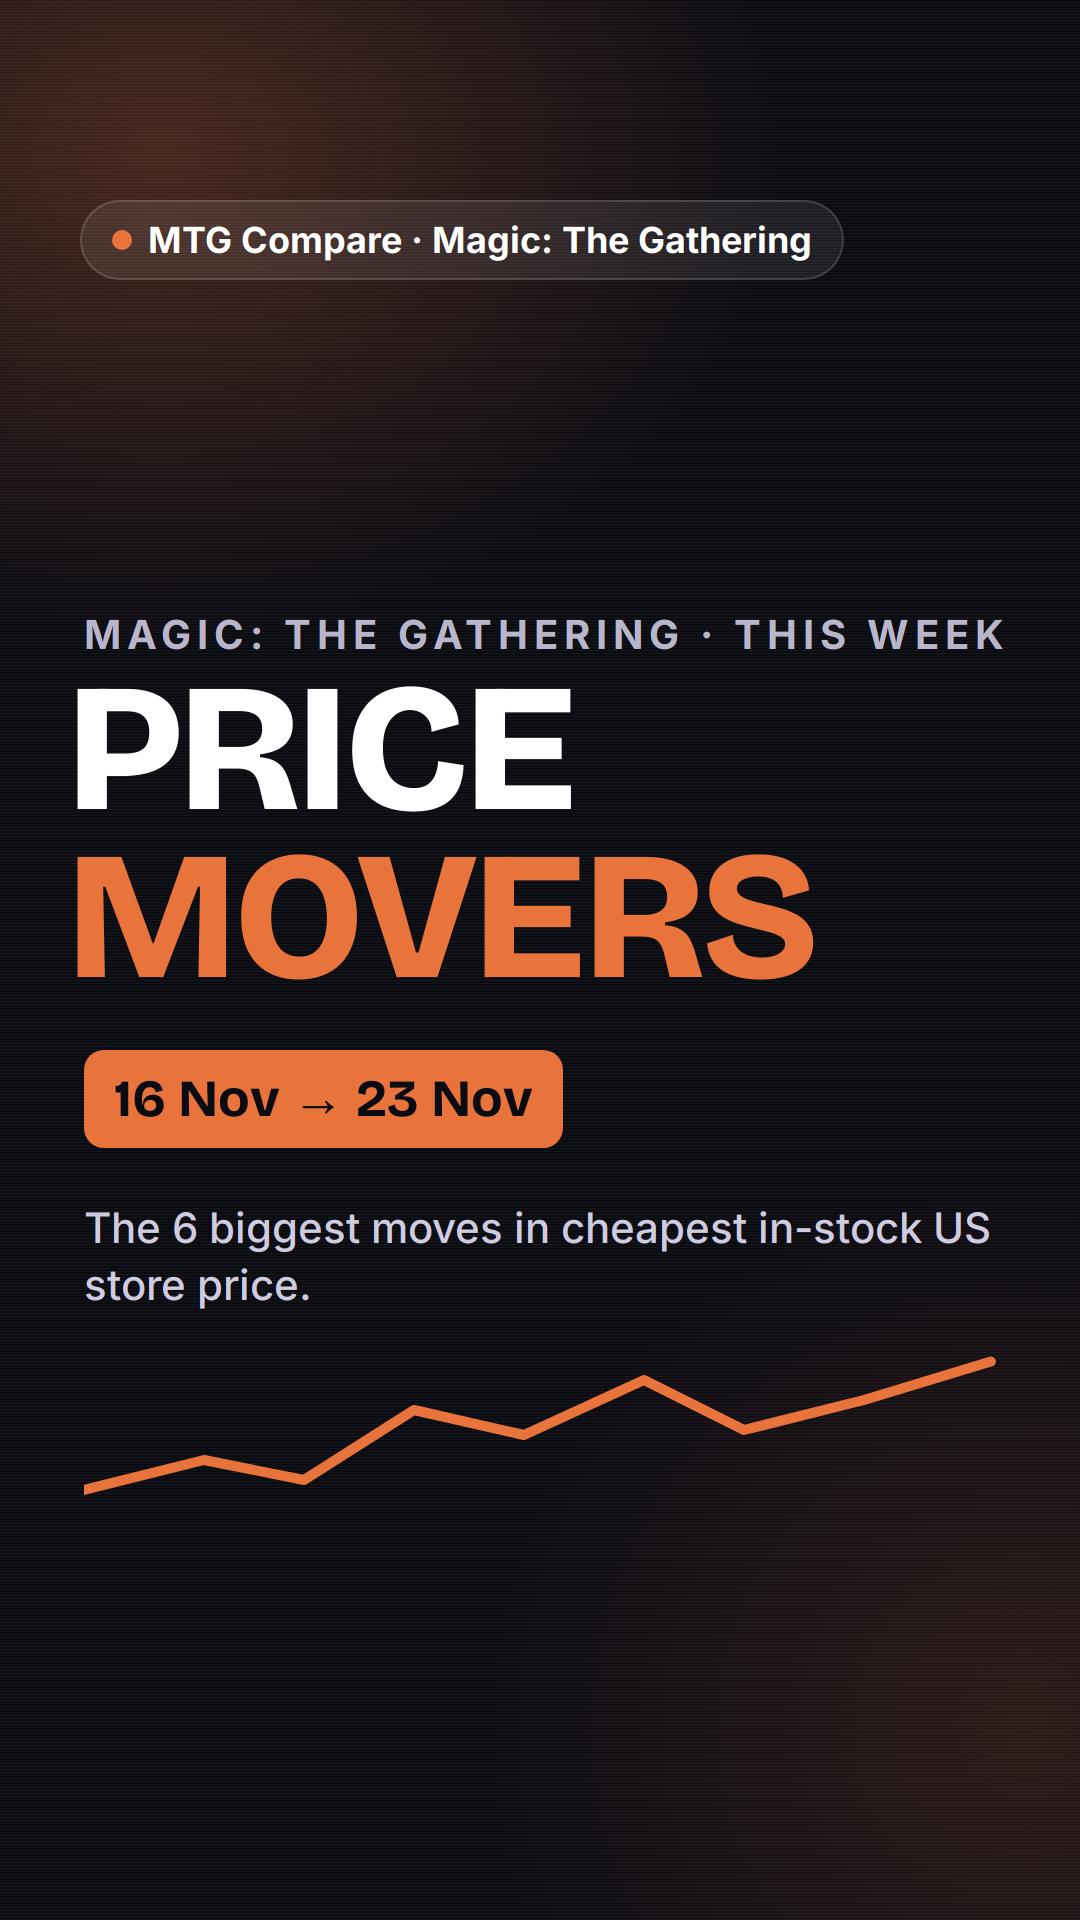 MTG Compare · Magic: The Gathering
MAGIC: THE GATHERING · THIS WEEK
PRICE
MOVERS
16 Nov → 23 Nov
The 6 biggest moves in cheapest in-stock US
store price.